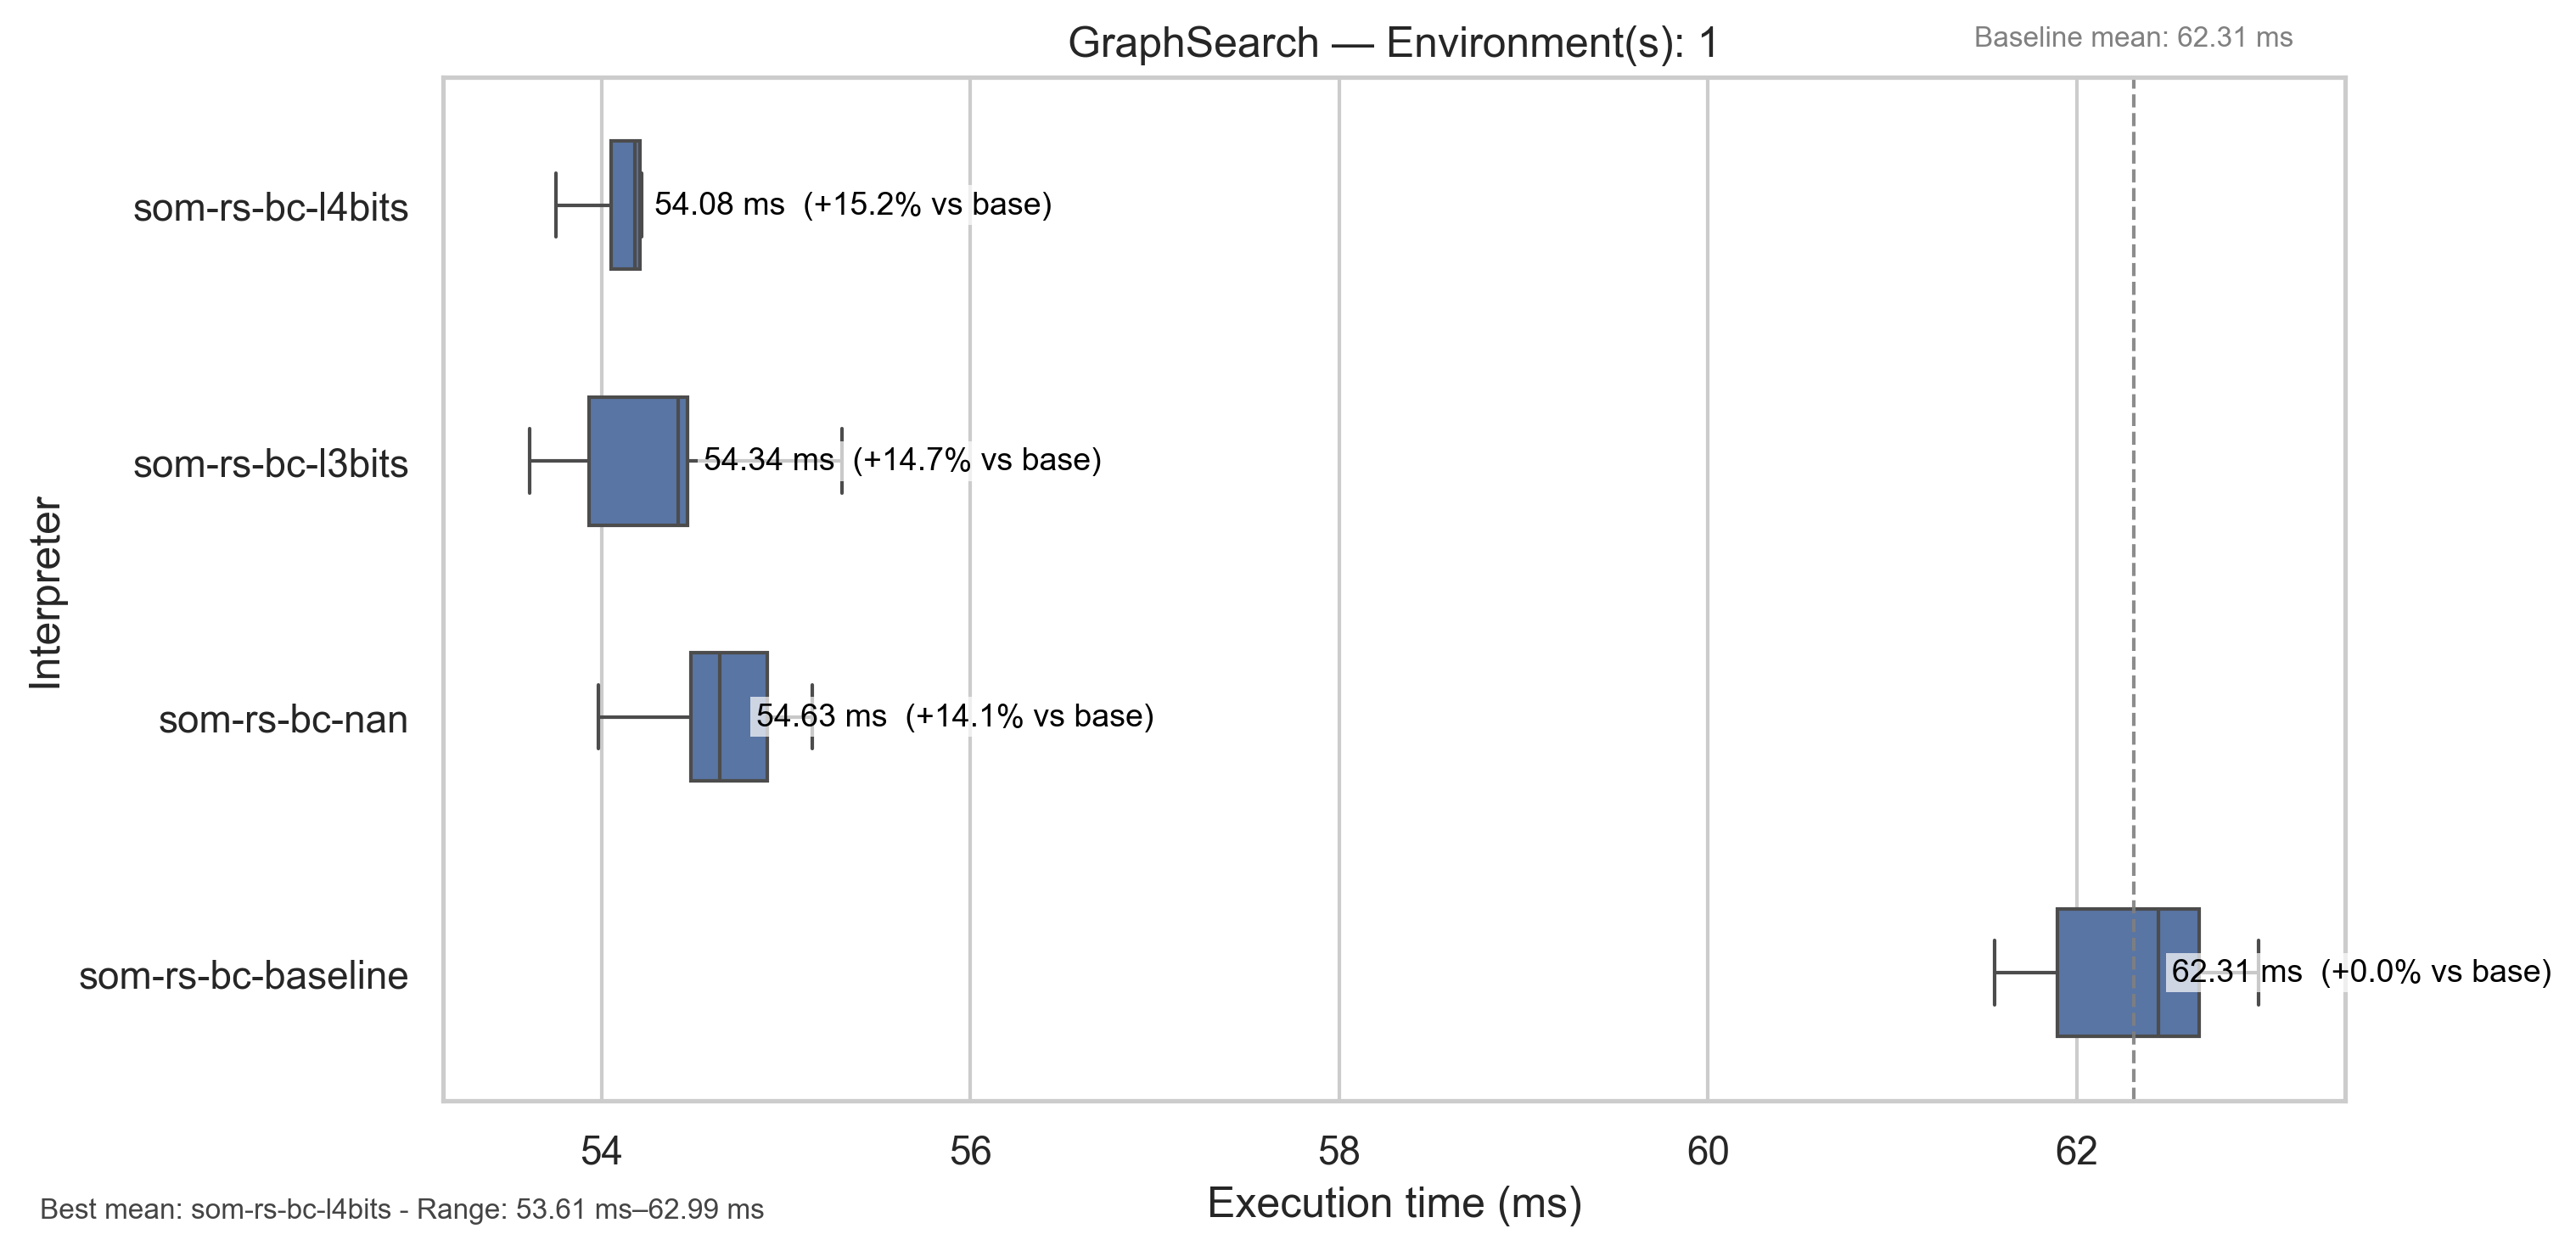 GraphSearch — Environment(s): 1
Baseline mean: 62.31 ms
som-rs-bc-l4bits
54.08 ms (+15.2% vs base)
som-rs-bc-l3bits
54.34 ms (+14.7% vs base)
Interpreter
som-rs-bc-nan
54.63 ms (+14.1% vs base)
som-rs-bc-baseline
62.31 ms (+0.0% vs base)
54 56 58 60 62
Execution time (ms)
Best mean: som-rs-bc-l4bits - Range: 53.61 ms–62.99 ms